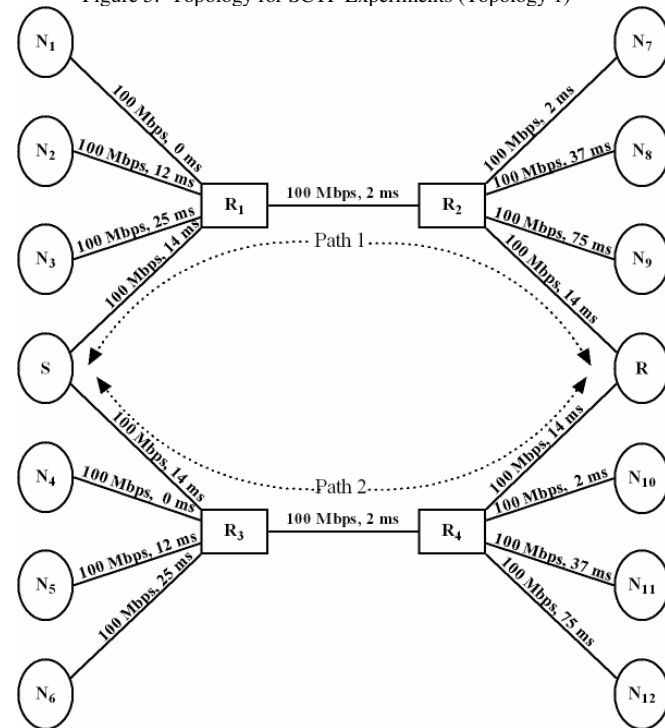 Figure 3: Topology for SCTP Experiments (Topology 1)
N1
N7
100 Mbps, 0 ms
100 Mbps, 2 ms
N2
N8
100 Mbps, 12 ms
100 Mbps, 37 ms
R1
100 Mbps, 2 ms
R2
N3
100 Mbps, 25 ms
100 Mbps, 75 ms
N9
100 Mbps, 14 ms
Path 1
100 Mbps, 14 ms
S
R
100 Mbps, 14 ms
100 Mbps, 14 ms
N4
Path 2
N10
100 Mbps, 0 ms
100 Mbps, 2 ms
R3
100 Mbps, 2 ms
R4
N5
100 Mbps, 12 ms
100 Mbps, 37 ms
N11
100 Mbps, 25 ms
100 Mbps, 75 ms
N6
N12